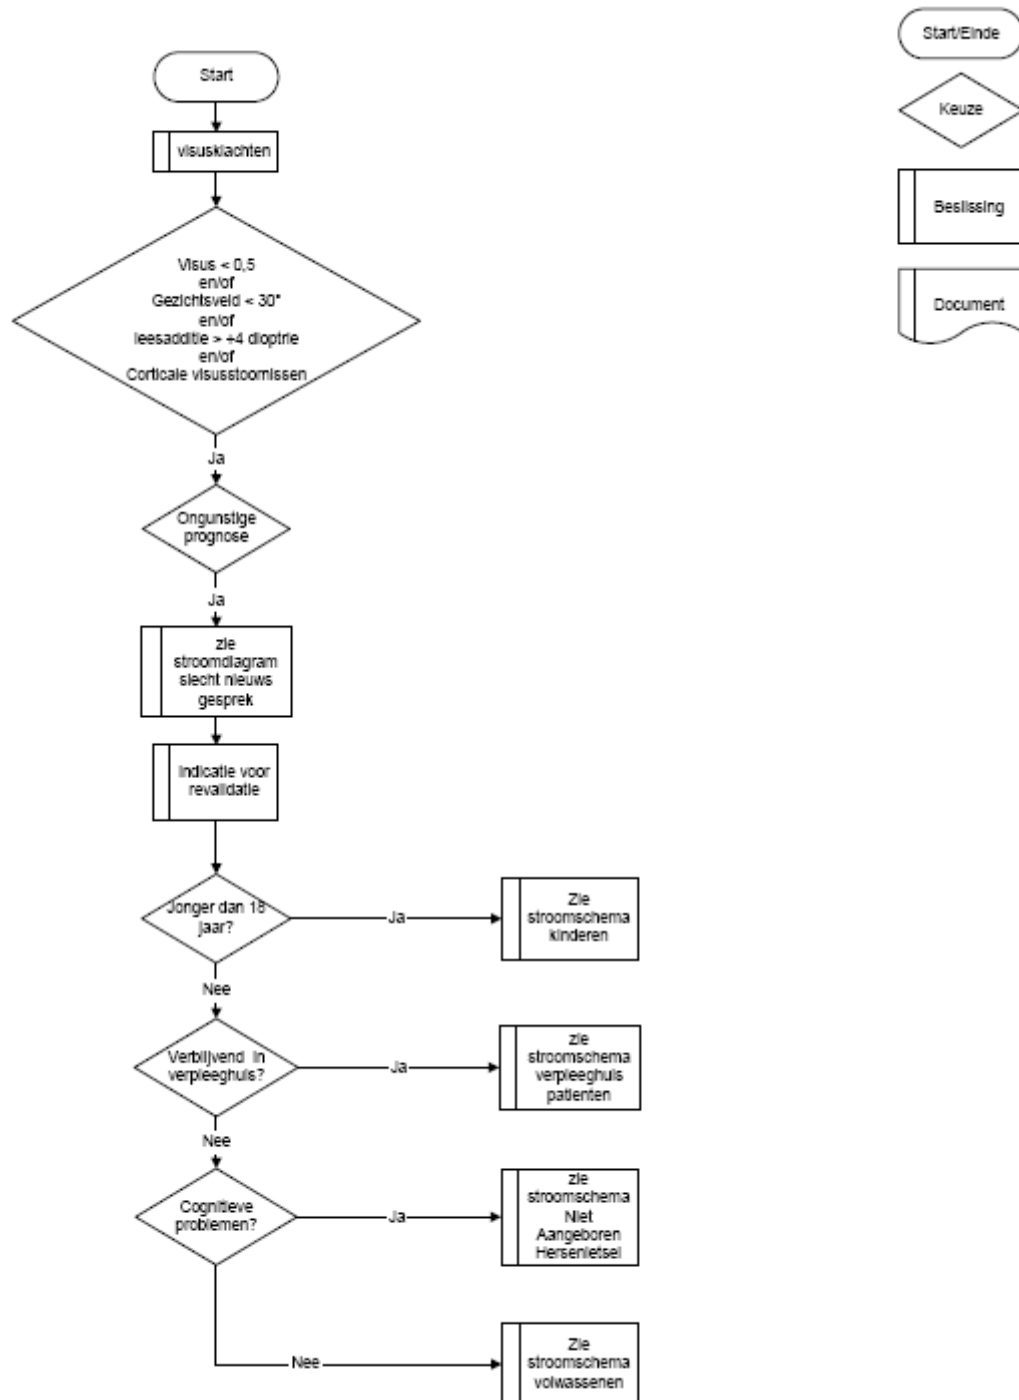 Start/Einde
Start
Keuze
visusklachten
Beslissing
Visus < 0,5
en/of
Gezichtsveld < 30°
en/of
leesadditie > +4 dioptrie
en/of
Corticale visusstoornissen
Document
Ja
Ongunstige
prognose
Ja
zie
stroomdiagram
slecht nieuws
gesprek
Indicatie voor
revalidatie
Jonger dan 18
jaar?
Ja
Zie
stroomschema
kinderen
Nee
Verblijvend in
verpleeghuis?
Ja
zie
stroomschema
verpleeghuis
patienten
Nee
Cognitieve
problemen?
Ja
zie
stroomschema
Niet
Aangeboren
Hersenletsel
Nee
Zie
stroomschema
volwassenen